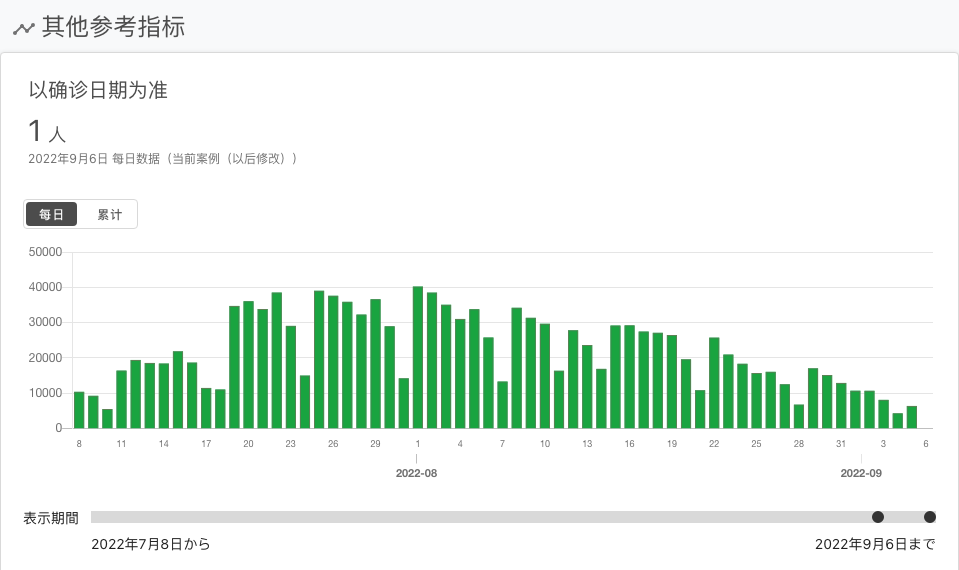 其他参考指标
以确诊日期为准
1 人
2022年9月6日 每日数据（当前案例（以后修改））
每日 累计
50000
40000
30000
20000
10000
0
8 11 14 17 20 23 26 29 1 4 7 10 13 16 19 22 25 28 31 3 6
2022-08 2022-09
表示期間
2022年7月8日から 2022年9月6日まで